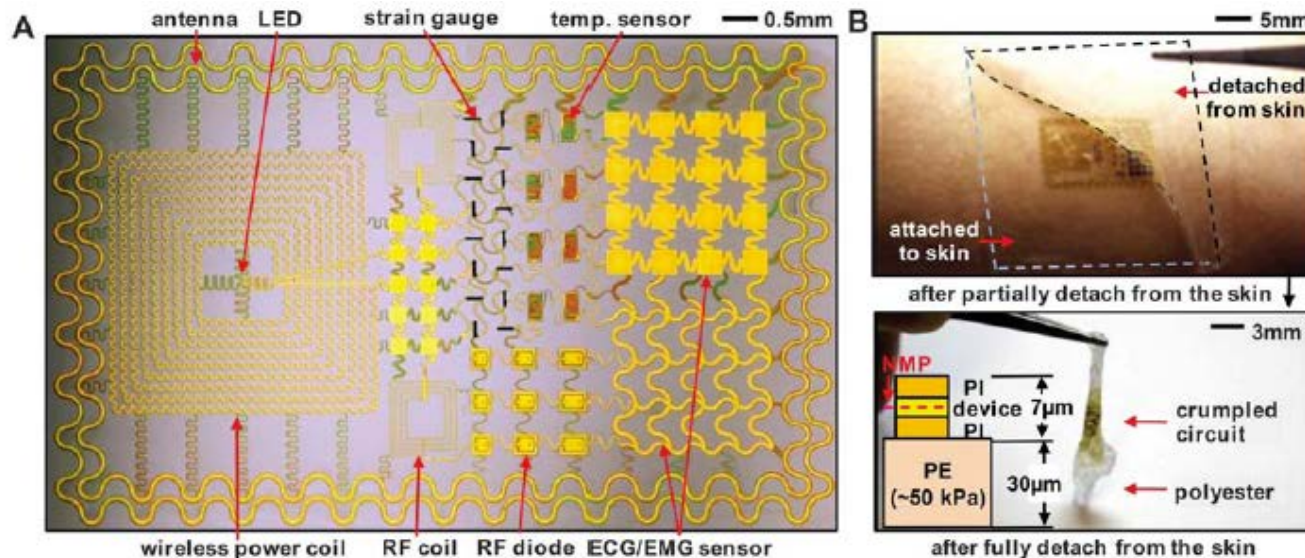 A
antenna
LED
strain gauge
temp. sensor
0.5mm
wireless power coil
RF coil
RF diode
ECG/EMG sensor
B
5mm
detached
from skin
attached
to skin
after partially detach from the skin
3mm
NMP
PI
device
PI
7µm
PE
(~50 kPa)
30µm
crumpled
circuit
polyester
after fully detach from the skin